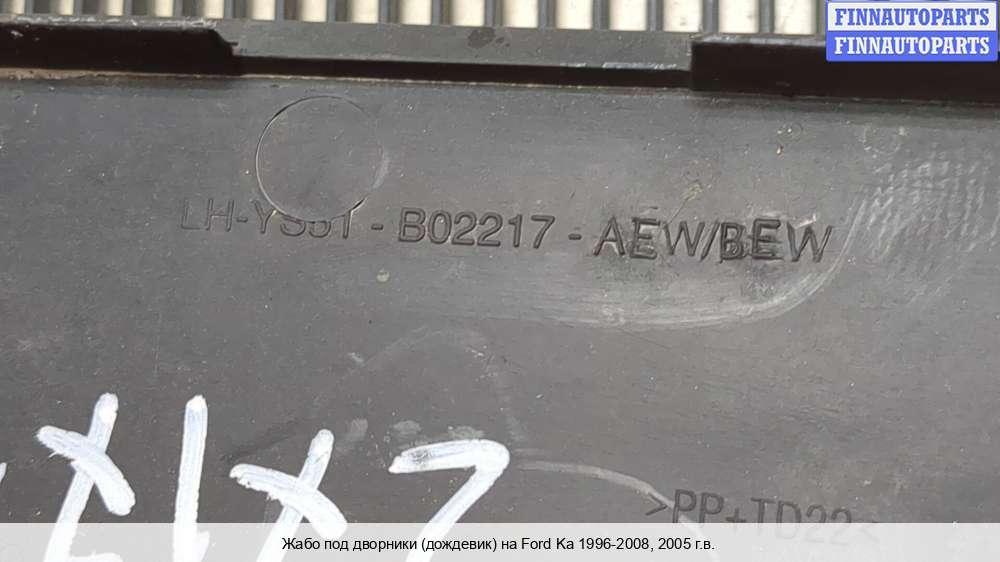 FINNAUTOPARTS
FINNAUTOPARTS
LH-YS51 - B02217 - AEW/BEW
>PP+TD22<
Жабо под дворники (дождевик) на Ford Ka 1996-2008, 2005 г.в.